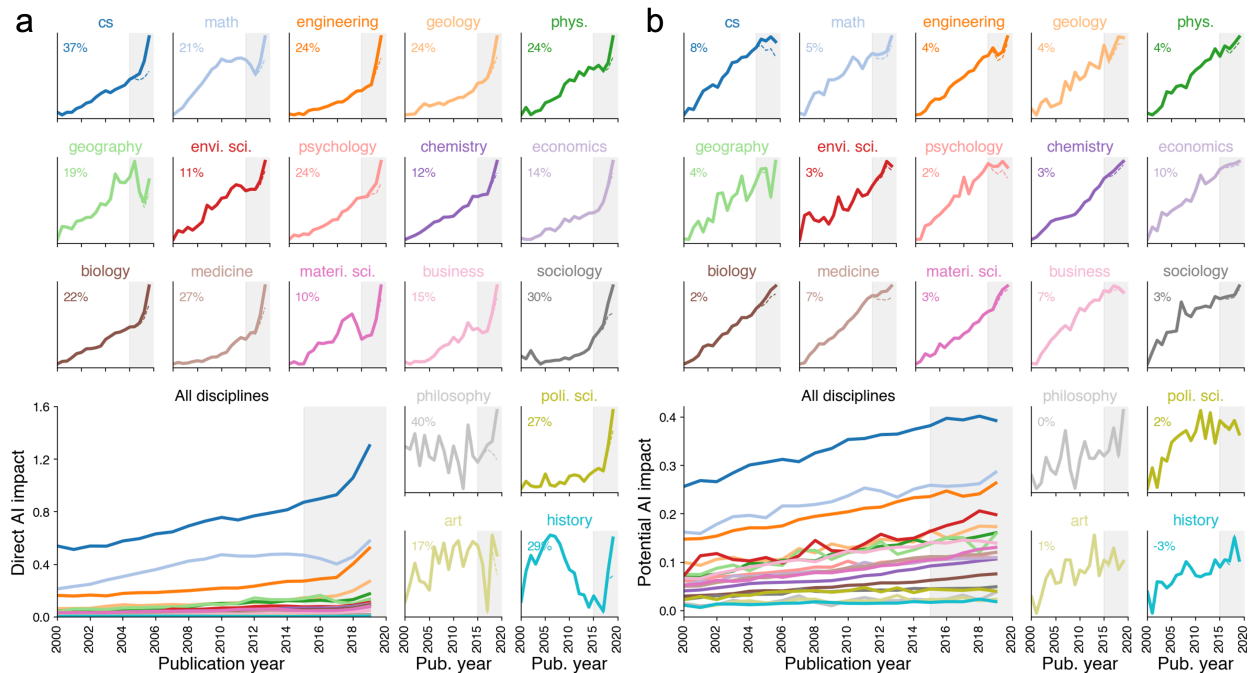 a
cs
math
engineering
geology
phys.
37%
21%
24%
24%
24%
geography
envi. sci.
psychology
chemistry
economics
19%
11%
24%
12%
14%
biology
medicine
materi. sci.
business
sociology
22%
27%
10%
15%
30%
All disciplines
philosophy
poli. sci.
40%
27%
art
history
17%
29%
Direct AI impact
1.6
1.2
0.8
0.4
0.0
2000
2002
2004
2006
2008
2010
2012
2014
2016
2018
2020
Publication year
2000
2005
2010
2015
2020
Pub. year
2000
2005
2010
2015
2020
Pub. year
b
cs
math
engineering
geology
phys.
8%
5%
4%
4%
4%
geography
envi. sci.
psychology
chemistry
economics
4%
3%
2%
3%
10%
biology
medicine
materi. sci.
business
sociology
2%
7%
3%
7%
3%
All disciplines
philosophy
poli. sci.
0%
2%
art
history
1%
-3%
Potential AI impact
0.4
0.3
0.2
0.1
0.0
2000
2002
2004
2006
2008
2010
2012
2014
2016
2018
2020
Publication year
2000
2005
2010
2015
2020
Pub. year
2000
2005
2010
2015
2020
Pub. year